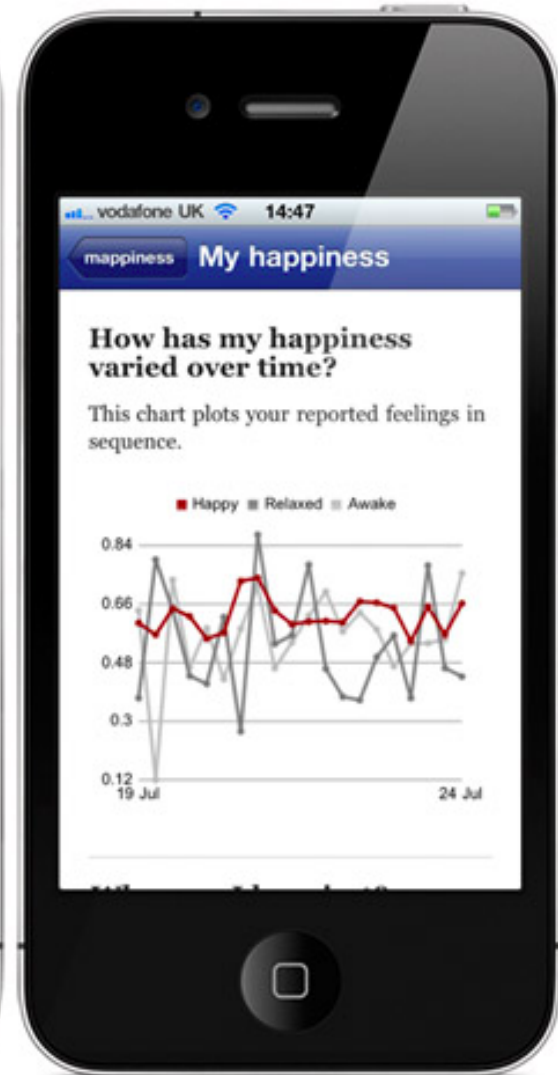 vodafone UK 14:47
mappiness My happiness
How has my happiness
varied over time?
This chart plots your reported feelings in
sequence.
Happy Relaxed Awake
0.84
0.66
0.48
0.3
0.12
19 Jul 24 Jul